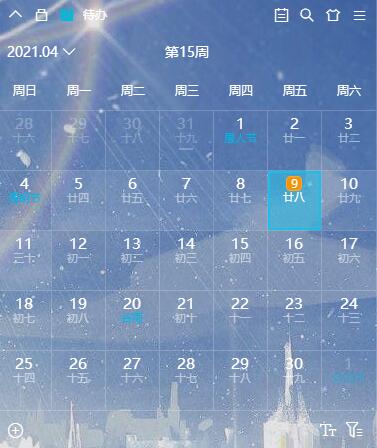 待办
2021.04 第15周
周日 周一 周二 周三 周四 周五 周六
28 29 30 31 1 2 3
十六 十七 十八 十九 愚人节 廿一 廿二
4 5 6 7 8 9 10
清明节 廿四 廿五 廿六 廿七 廿八 廿九
11 12 13 14 15 16 17
三十 初一 初二 初三 初四 初五 初六
18 19 20 21 22 23 24
初七 初八 谷雨 初十 十一 十二 十三
25 26 27 28 29 30 1
十四 十五 十六 十七 十八 十九
TT